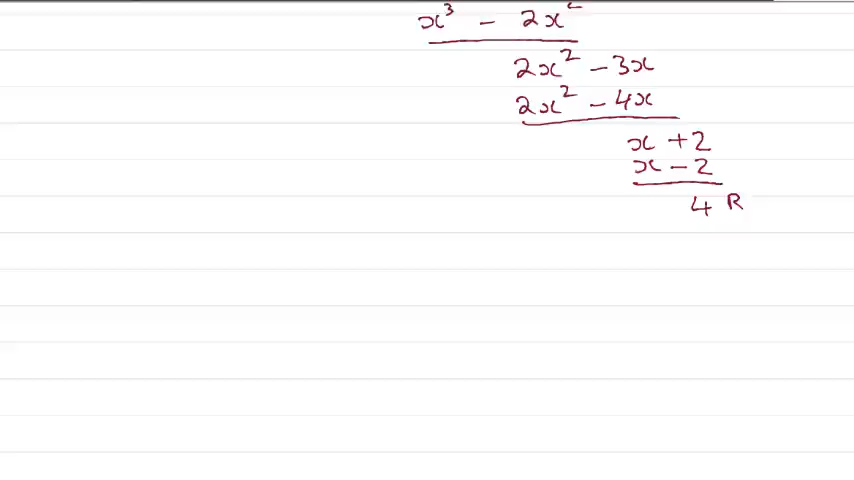 x³ - 2x²
2x² - 3x
2x² - 4x
x + 2
x - 2
4 R